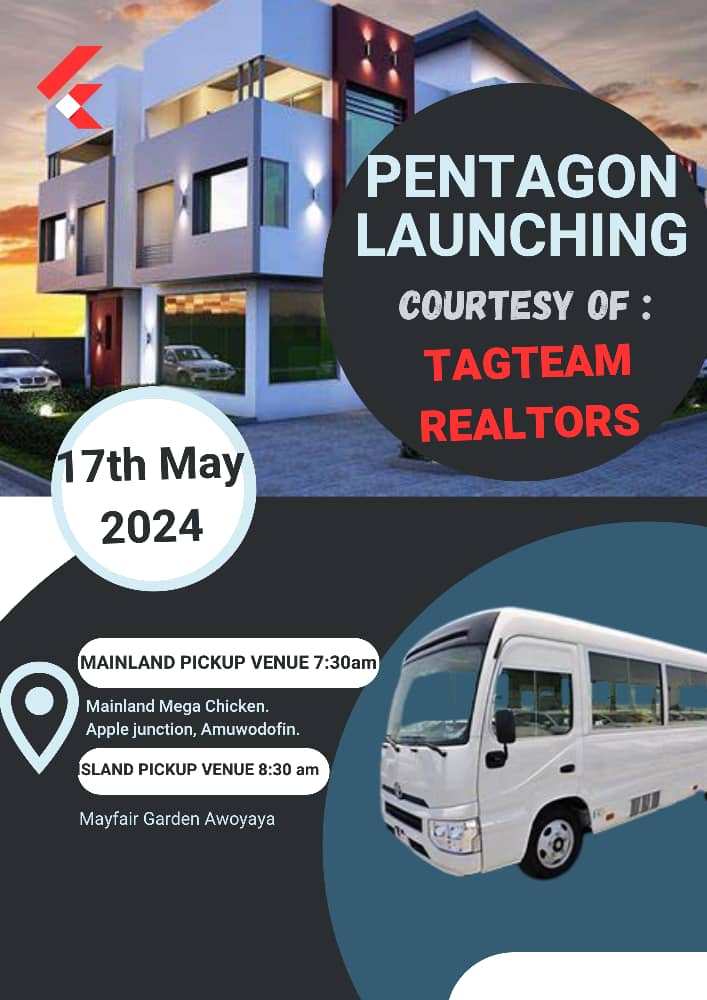 PENTAGON
LAUNCHING
COURTESY OF :
TAGTEAM
REALTORS
17th May
2024
MAINLAND PICKUP VENUE 7:30am
Mainland Mega Chicken.
Apple junction, Amuwodofin.
ISLAND PICKUP VENUE 8:30 am
Mayfair Garden Awoyaya